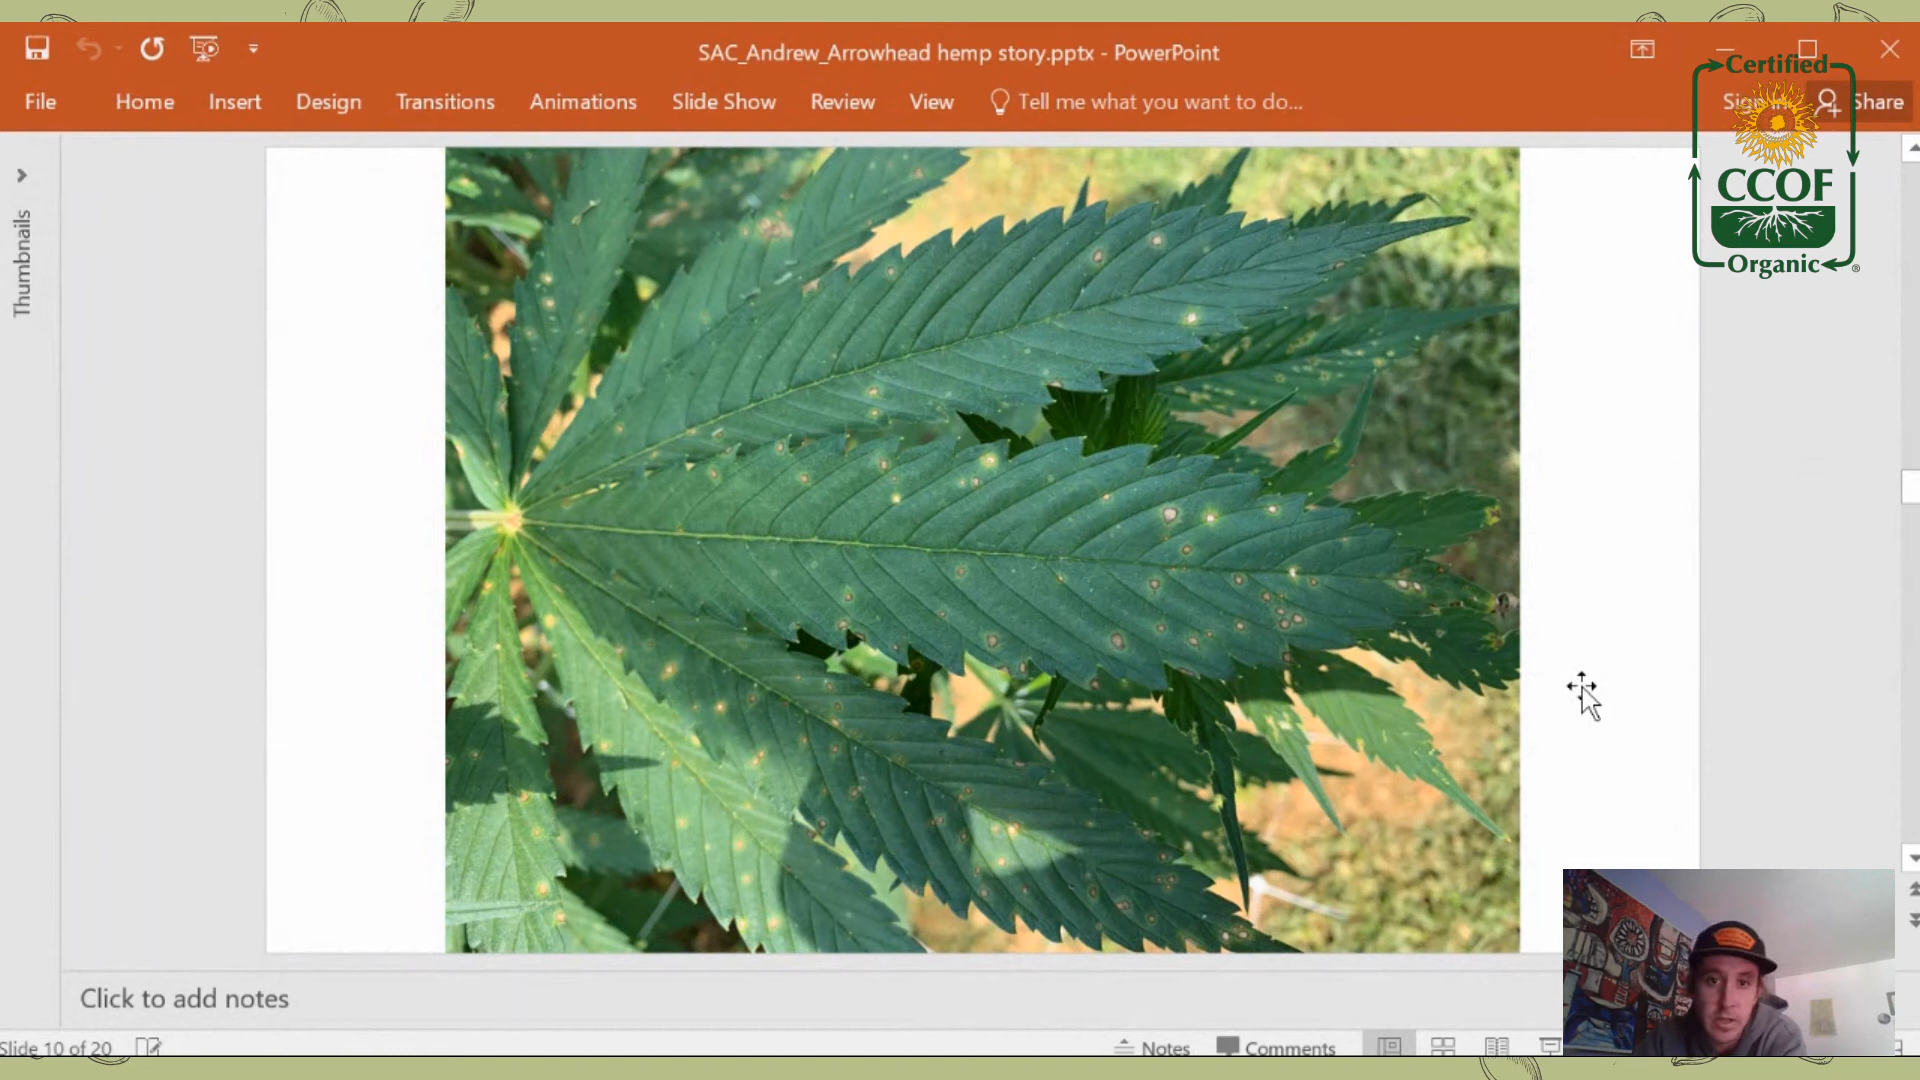 SAC_Andrew_Arrowhead hemp story.pptx - PowerPoint
File Home Insert Design Transitions Animations Slide Show Review View Tell me what you want to do... Share
Certified
CCOF
Organic
®
Thumbnails
Click to add notes
Slide 10 of 20
Notes Comments